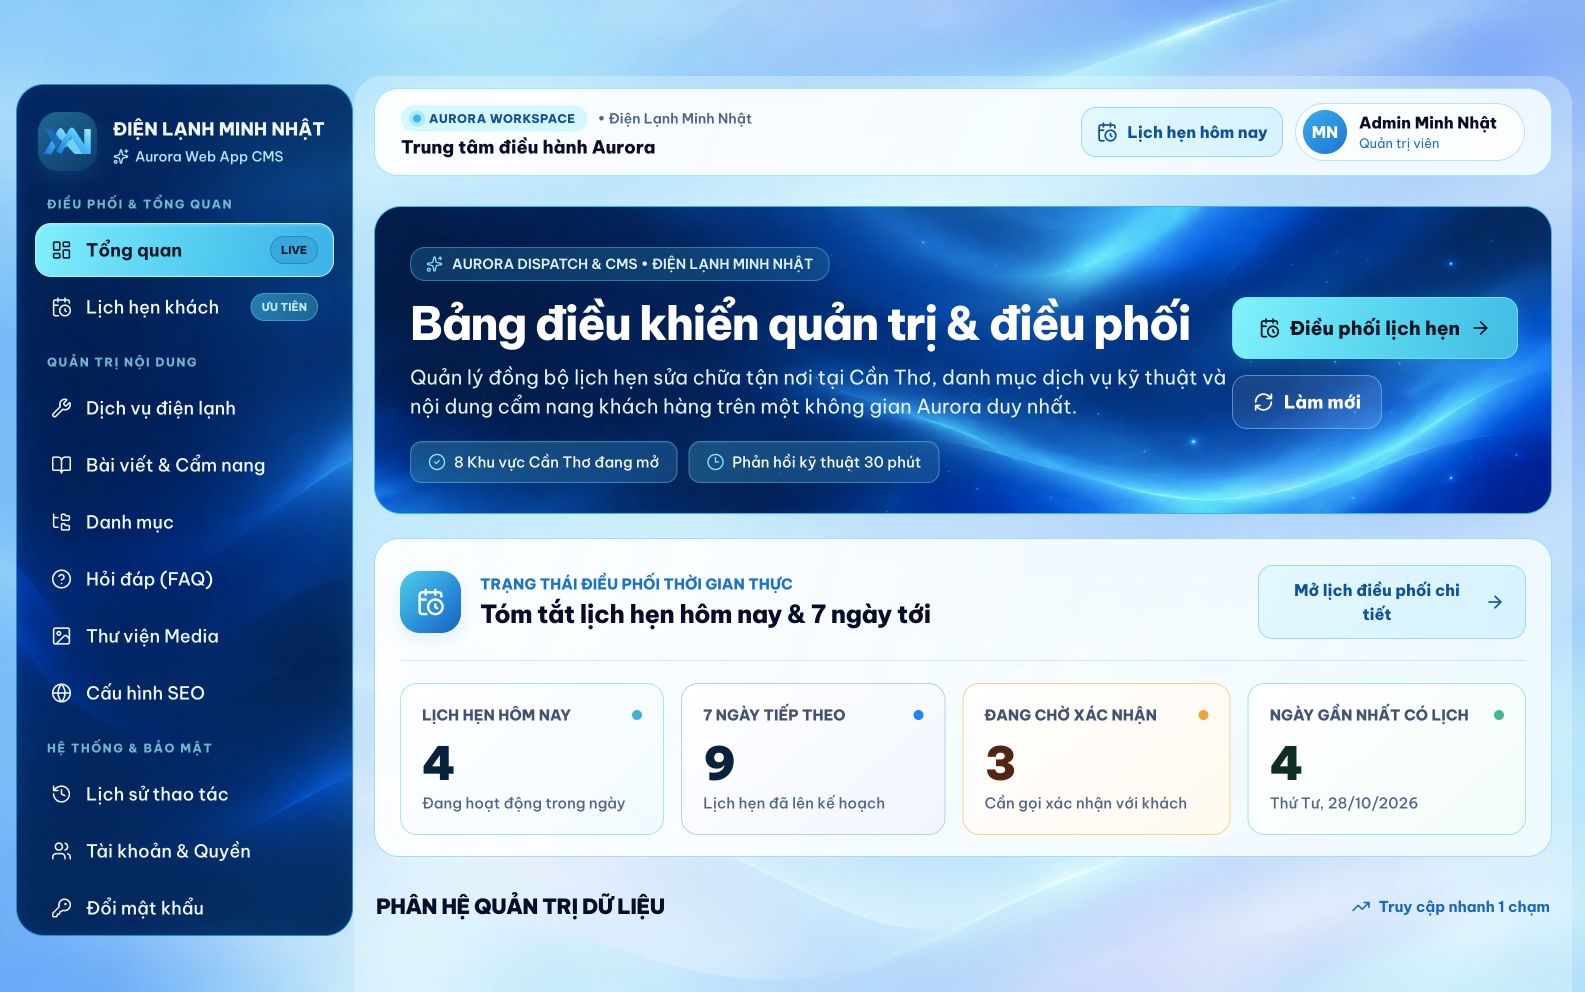 ĐIỆN LẠNH MINH NHẬT
Aurora Web App CMS
ĐIỀU PHỐI & TỔNG QUAN
Tổng quan LIVE
Lịch hẹn khách ƯU TIÊN
QUẢN TRỊ NỘI DUNG
Dịch vụ điện lạnh
Bài viết & Cẩm nang
Danh mục
Hỏi đáp (FAQ)
Thư viện Media
Cấu hình SEO
HỆ THỐNG & BẢO MẬT
Lịch sử thao tác
Tài khoản & Quyền
Đổi mật khẩu
AURORA WORKSPACE • Điện Lạnh Minh Nhật
Trung tâm điều hành Aurora
Lịch hẹn hôm nay
MN
Admin Minh Nhật
Quản trị viên
AURORA DISPATCH & CMS • ĐIỆN LẠNH MINH NHẬT
Bảng điều khiển quản trị & điều phối
Quản lý đồng bộ lịch hẹn sửa chữa tận nơi tại Cần Thơ, danh mục dịch vụ kỹ thuật và
nội dung cẩm nang khách hàng trên một không gian Aurora duy nhất.
8 Khu vực Cần Thơ đang mở
Phản hồi kỹ thuật 30 phút
Điều phối lịch hẹn
Làm mới
TRẠNG THÁI ĐIỀU PHỐI THỜI GIAN THỰC
Tóm tắt lịch hẹn hôm nay & 7 ngày tới
Mở lịch điều phối chi
tiết
LỊCH HẸN HÔM NAY
4
Đang hoạt động trong ngày
7 NGÀY TIẾP THEO
9
Lịch hẹn đã lên kế hoạch
ĐANG CHỜ XÁC NHẬN
3
Cần gọi xác nhận với khách
NGÀY GẦN NHẤT CÓ LỊCH
4
Thứ Tư, 28/10/2026
PHÂN HỆ QUẢN TRỊ DỮ LIỆU
Truy cập nhanh 1 chạm